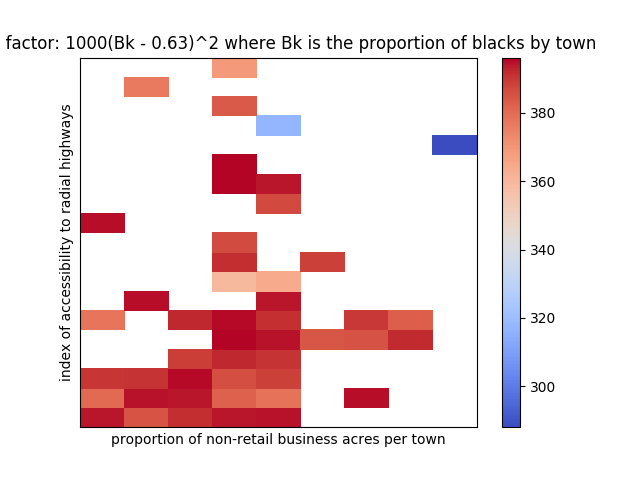 factor: 1000(Bk - 0.63)^2 where Bk is the proportion of blacks by town
index of accessibility to radial highways
380
360
340
320
300
proportion of non-retail business acres per town